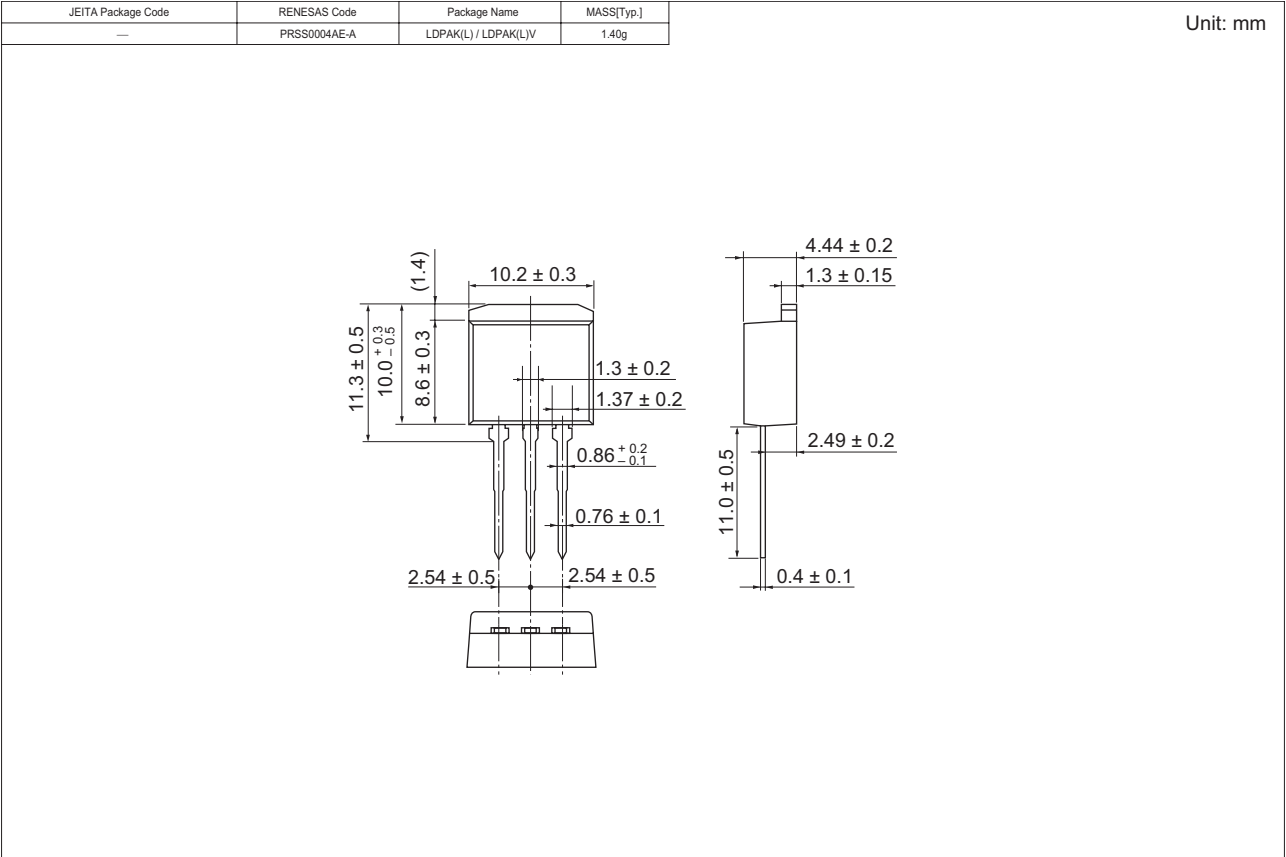 JEITA Package Code RENESAS Code Package Name MASS[Typ.]
— PRSS0004AE-A LDPAK(L) / LDPAK(L)V 1.40g
Unit: mm
4.44 ± 0.2
(1.4)
10.2 ± 0.3
1.3 ± 0.15
11.3 ± 0.5
10.0 + 0.3 – 0.5
8.6 ± 0.3
1.3 ± 0.2
1.37 ± 0.2
2.49 ± 0.2
0.86 + 0.2 – 0.1
11.0 ± 0.5
0.76 ± 0.1
2.54 ± 0.5 2.54 ± 0.5
0.4 ± 0.1